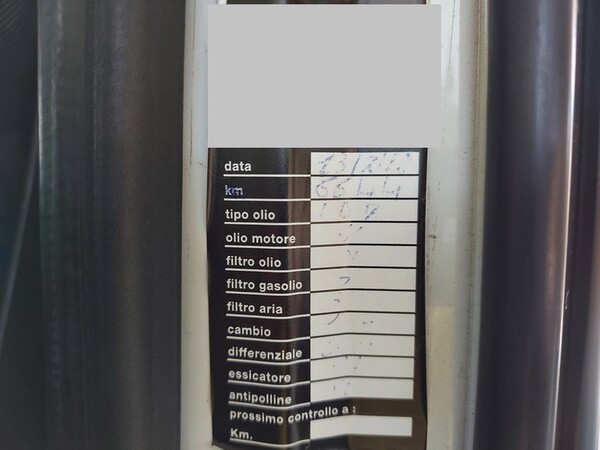 data
km
tipo olio
olio motore
filtro olio
filtro gasolio
filtro aria
cambio
differenziale
essicatore
antipolline
prossimo controllo a :
Km.